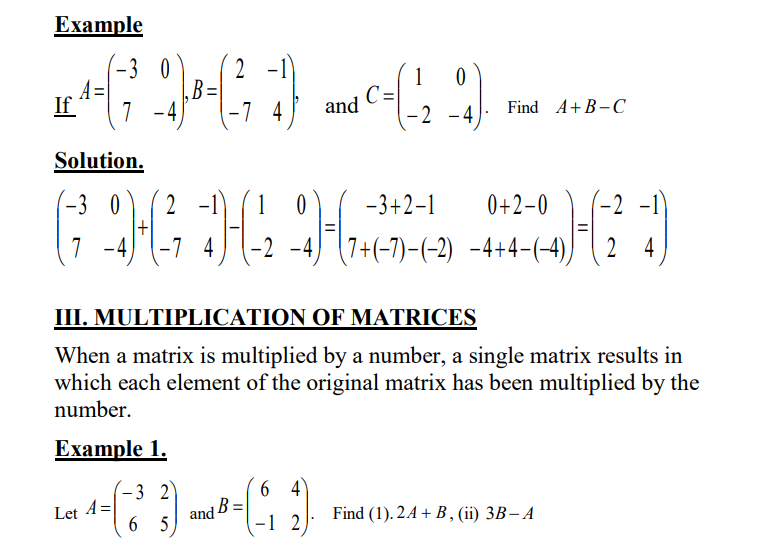 Example
If A=(-3 0 7 -4), B=(2 -1 -7 4), and C=(1 0 -2 -4). Find A+B-C
Solution.
(-3 0 7 -4)+(2 -1 -7 4)-(1 0 -2 -4)=(-3+2-1 0+2-0 7+(-7)-(-2) -4+4-(-4))=(-2 -1 2 4)
III. MULTIPLICATION OF MATRICES
When a matrix is multiplied by a number, a single matrix results in
which each element of the original matrix has been multiplied by the
number.
Example 1.
Let A=(-3 2 6 5) and B=(6 4 -1 2). Find (1). 2A+B, (ii) 3B-A